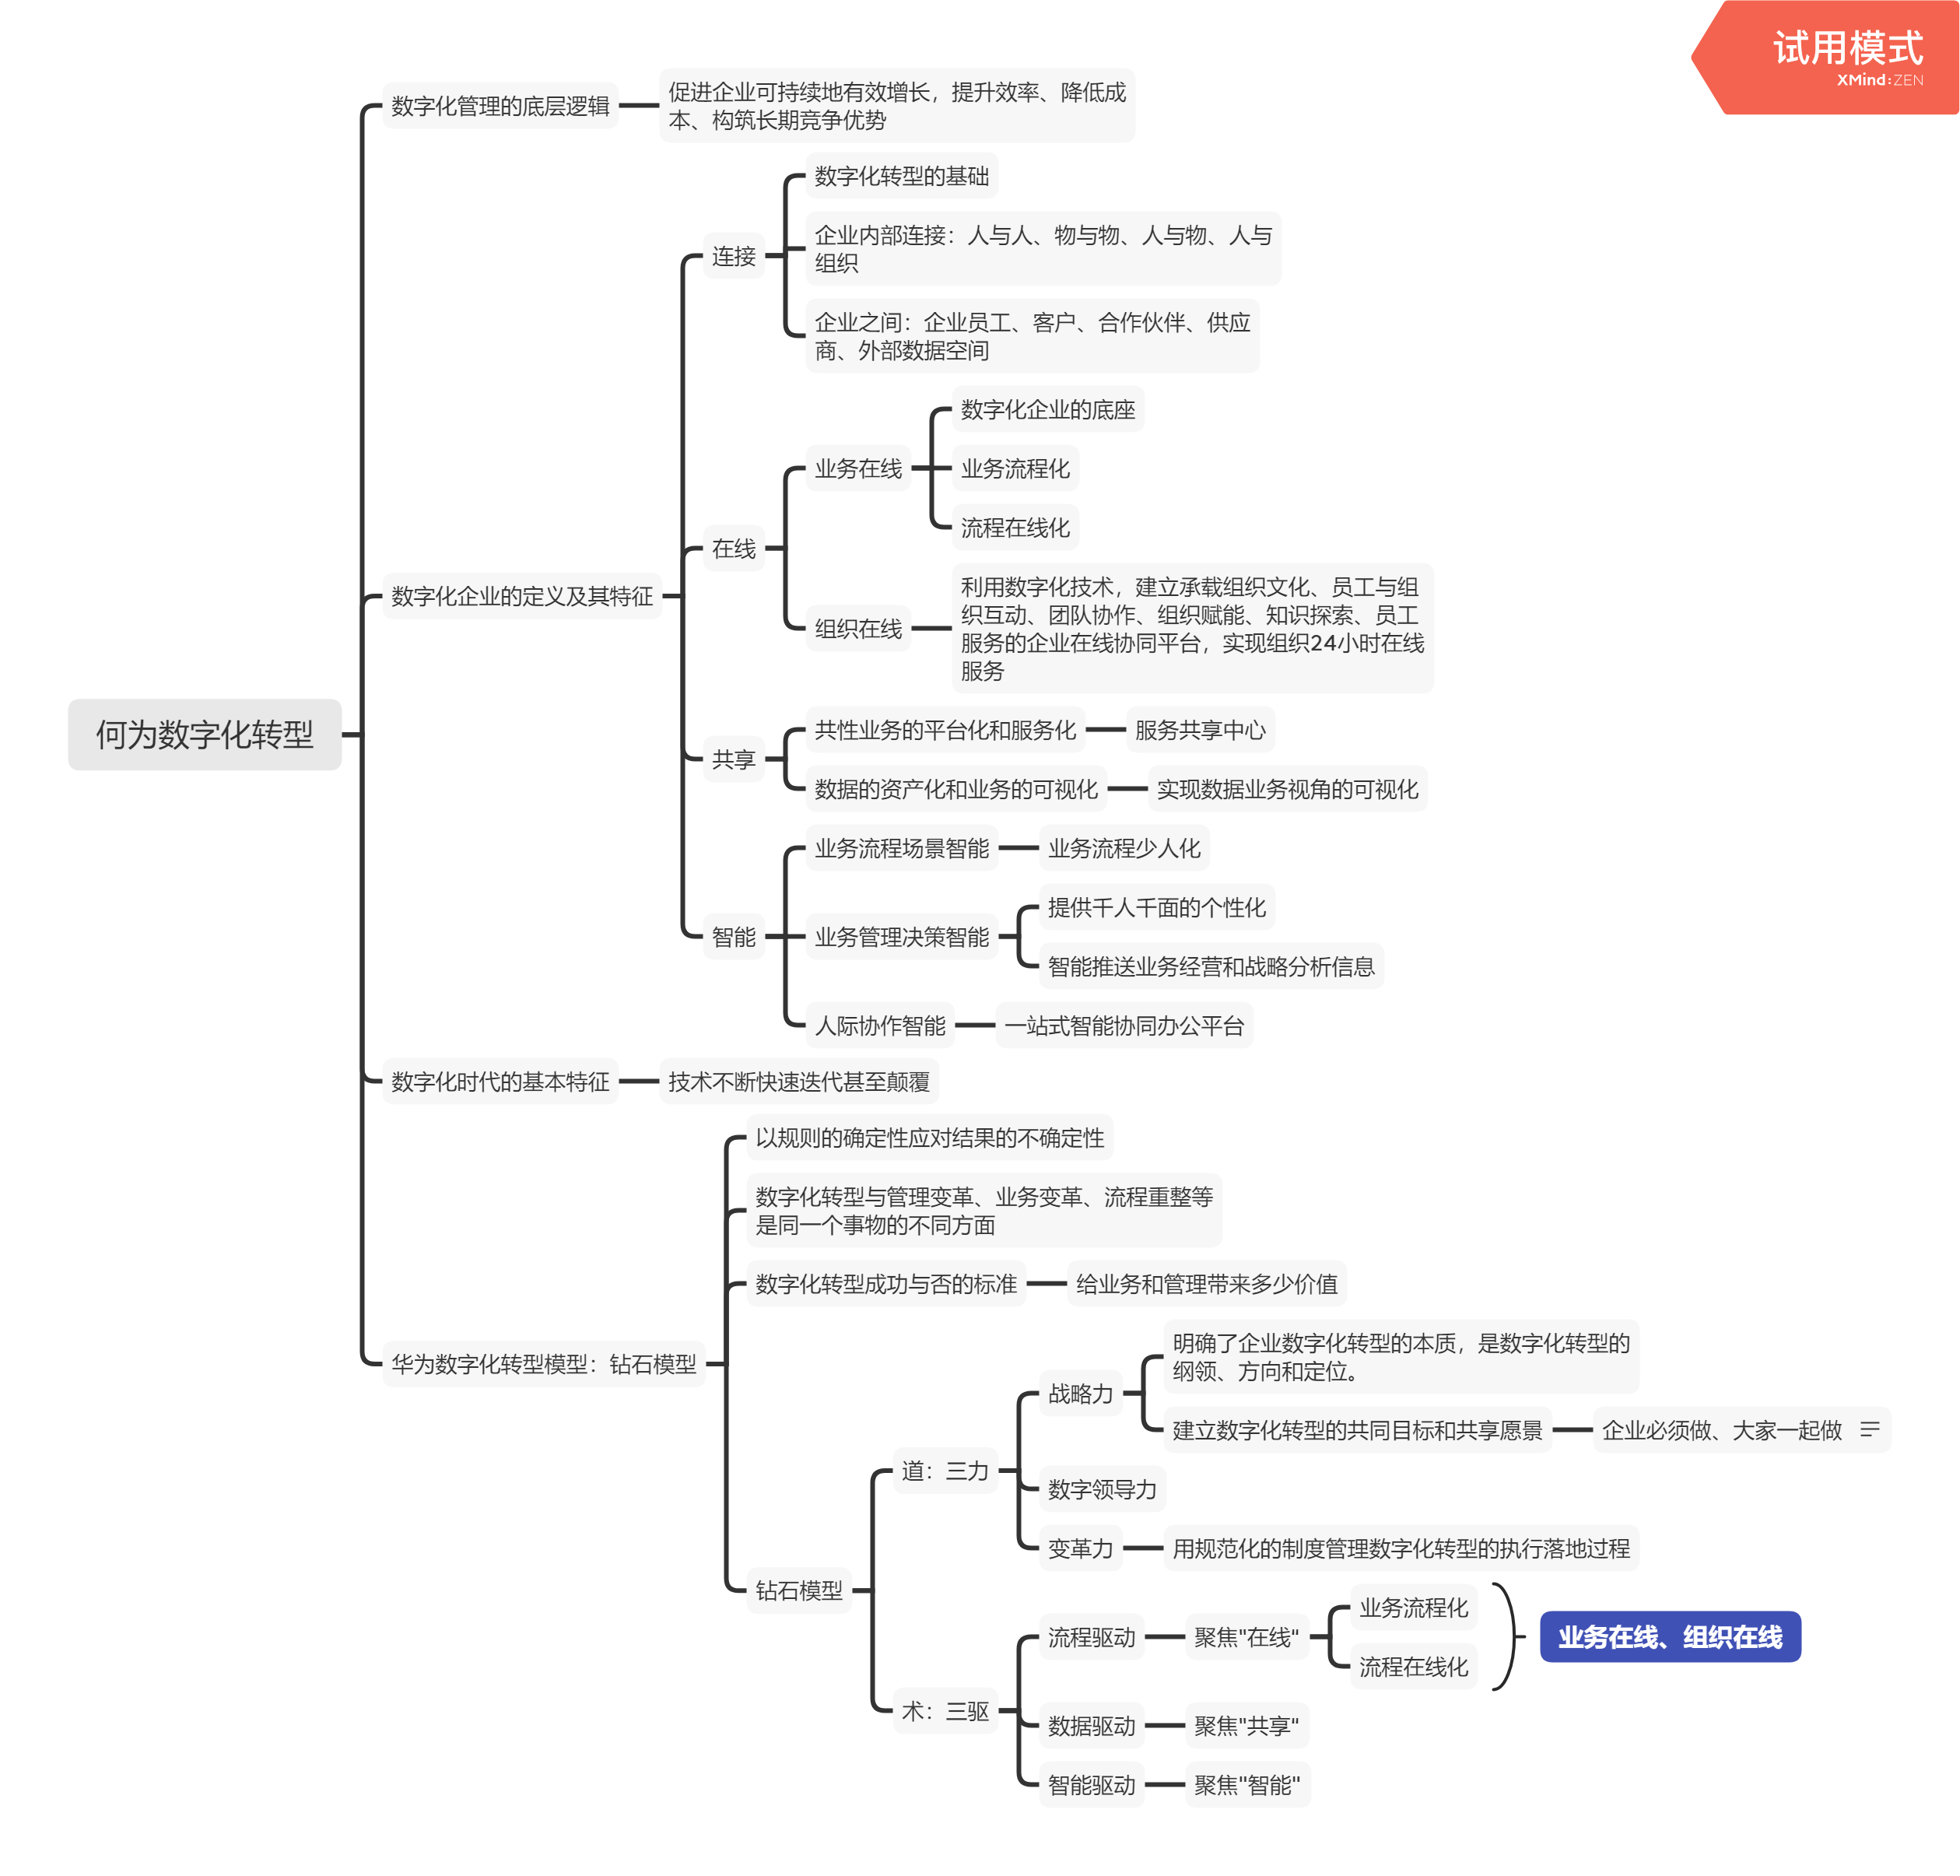 试用模式
XMind:ZEN
何为数字化转型
数字化管理的底层逻辑
促进企业可持续地有效增长，提升效率、降低成
本、构筑长期竞争优势
数字化企业的定义及其特征
连接
数字化转型的基础
企业内部连接：人与人、物与物、人与物、人与
组织
企业之间：企业员工、客户、合作伙伴、供应
商、外部数据空间
在线
业务在线
数字化企业的底座
业务流程化
流程在线化
组织在线
利用数字化技术，建立承载组织文化、员工与组
织互动、团队协作、组织赋能、知识探索、员工
服务的企业在线协同平台，实现组织24小时在线
服务
共享
共性业务的平台化和服务化
服务共享中心
数据的资产化和业务的可视化
实现数据业务视角的可视化
智能
业务流程场景智能
业务流程少人化
业务管理决策智能
提供千人千面的个性化
智能推送业务经营和战略分析信息
人际协作智能
一站式智能协同办公平台
数字化时代的基本特征
技术不断快速迭代甚至颠覆
华为数字化转型模型：钻石模型
以规则的确定性应对结果的不确定性
数字化转型与管理变革、业务变革、流程重整等
是同一个事物的不同方面
数字化转型成功与否的标准
给业务和管理带来多少价值
钻石模型
道：三力
战略力
明确了企业数字化转型的本质，是数字化转型的
纲领、方向和定位。
建立数字化转型的共同目标和共享愿景
企业必须做、大家一起做
数字领导力
变革力
用规范化的制度管理数字化转型的执行落地过程
术：三驱
流程驱动
聚焦"在线"
业务流程化
流程在线化
业务在线、组织在线
数据驱动
聚焦"共享"
智能驱动
聚焦"智能"